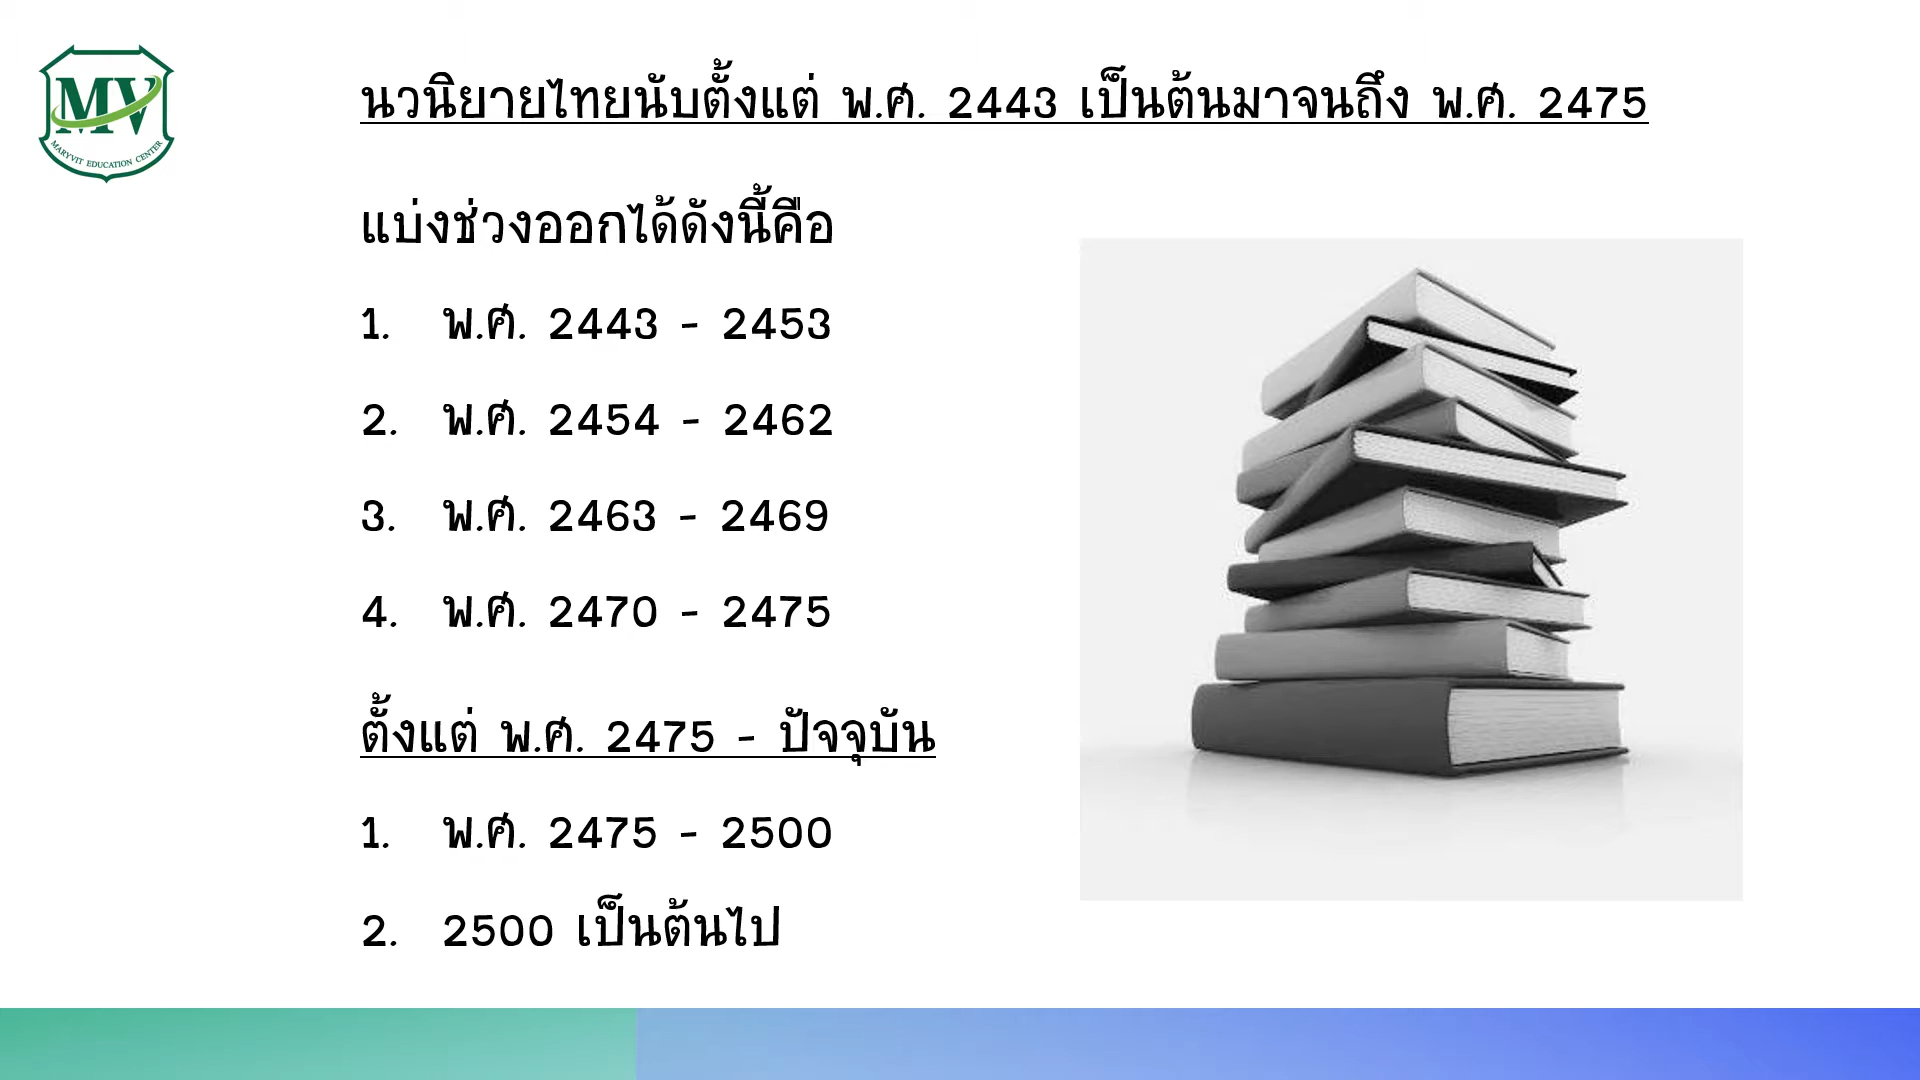 MV
MARYVIT EDUCATION CENTER
นวนิยายไทยนับตั้งแต่ พ.ศ. 2443 เป็นต้นมาจนถึง พ.ศ. 2475
แบ่งช่วงออกได้ดังนี้คือ
1. พ.ศ. 2443 - 2453
2. พ.ศ. 2454 - 2462
3. พ.ศ. 2463 - 2469
4. พ.ศ. 2470 - 2475
ตั้งแต่ พ.ศ. 2475 - ปัจจุบัน
1. พ.ศ. 2475 - 2500
2. 2500 เป็นต้นไป